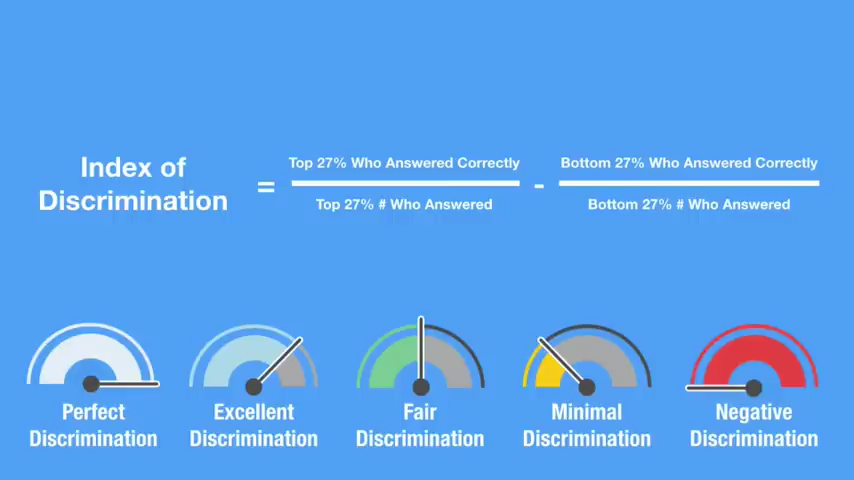 Index of
Discrimination
=
Top 27% Who Answered Correctly
Top 27% # Who Answered
-
Bottom 27% Who Answered Correctly
Bottom 27% # Who Answered
Perfect
Discrimination
Excellent
Discrimination
Fair
Discrimination
Minimal
Discrimination
Negative
Discrimination